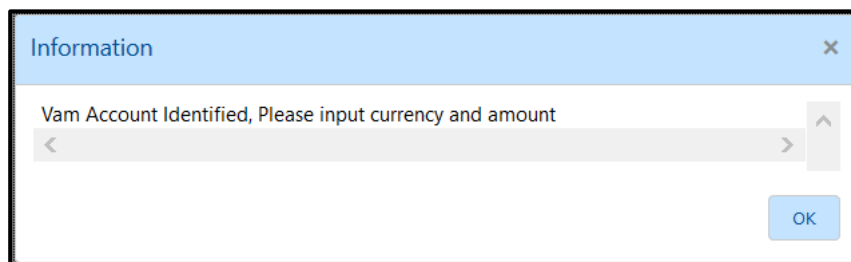 Information
Vam Account Identified, Please input currency and amount
OK